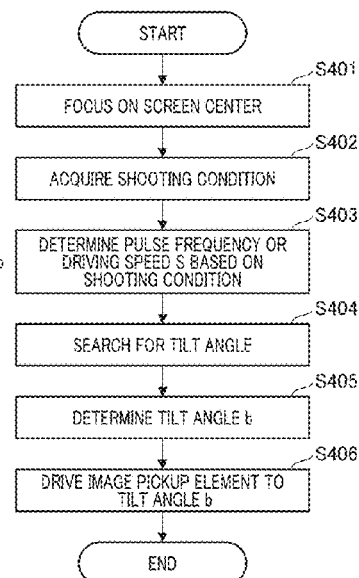 START
S401
FOCUS ON SCREEN CENTER
S402
ACQUIRE SHOOTING CONDITION
S403
DETERMINE PULSE FREQUENCY OR
DRIVING SPEED S BASED ON
SHOOTING CONDITION
S404
SEARCH FOR TILT ANGLE
S405
DETERMINE TILT ANGLE b
S406
DRIVE IMAGE PICKUP ELEMENT TO
TILT ANGLE b
END